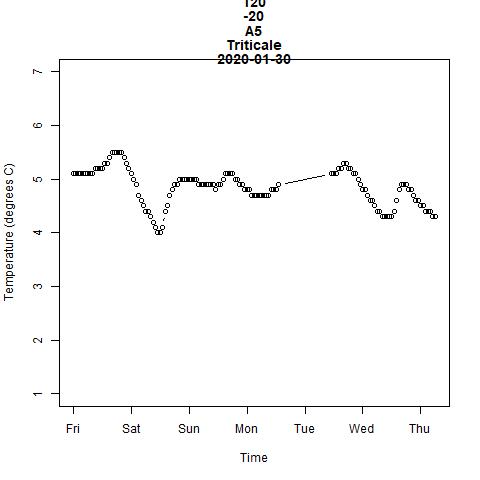 120
-20
A5
Triticale
2020-01-30
7
6
5
4
3
2
1
Temperature (degrees C)
Fri Sat Sun Mon Tue Wed Thu
Time